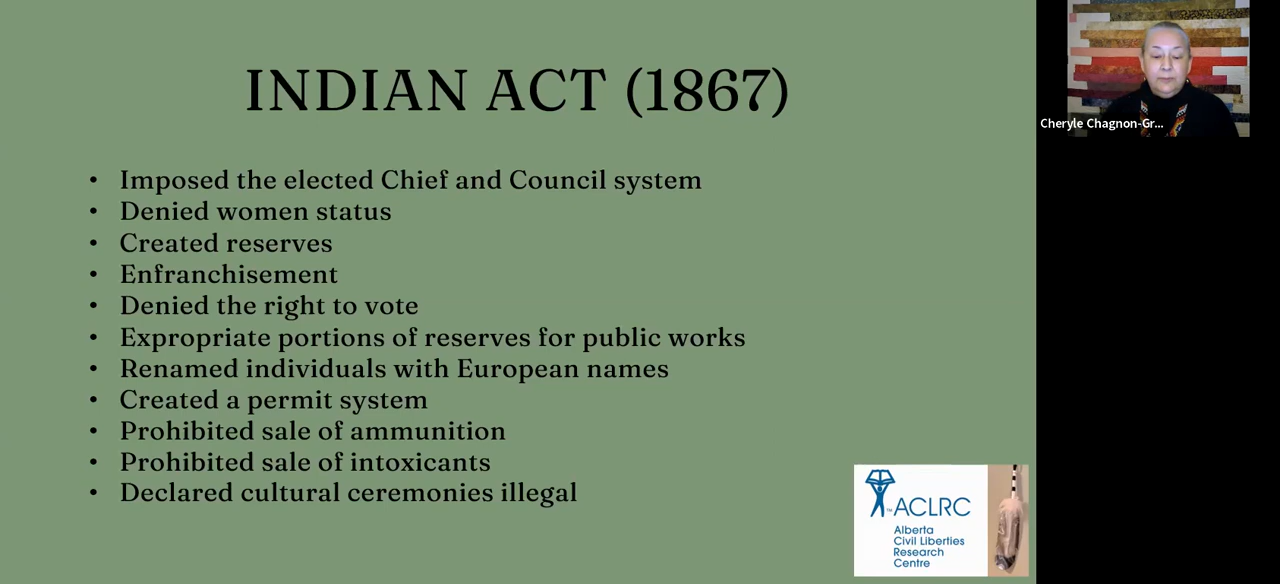 INDIAN ACT (1867)
• Imposed the elected Chief and Council system
• Denied women status
• Created reserves
• Enfranchisement
• Denied the right to vote
• Expropriate portions of reserves for public works
• Renamed individuals with European names
• Created a permit system
• Prohibited sale of ammunition
• Prohibited sale of intoxicants
• Declared cultural ceremonies illegal
™ACLRC
Alberta
Civil Liberties
Research
Centre
Cheryle Chagnon-Gr...